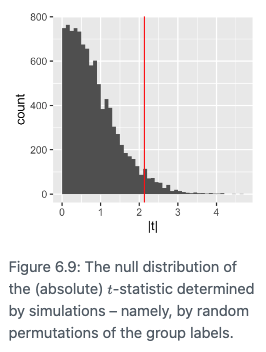 800
600
400
200
0
count
0 1 2 3 4
|t|
Figure 6.9: The null distribution of
the (absolute) t-statistic determined
by simulations – namely, by random
permutations of the group labels.